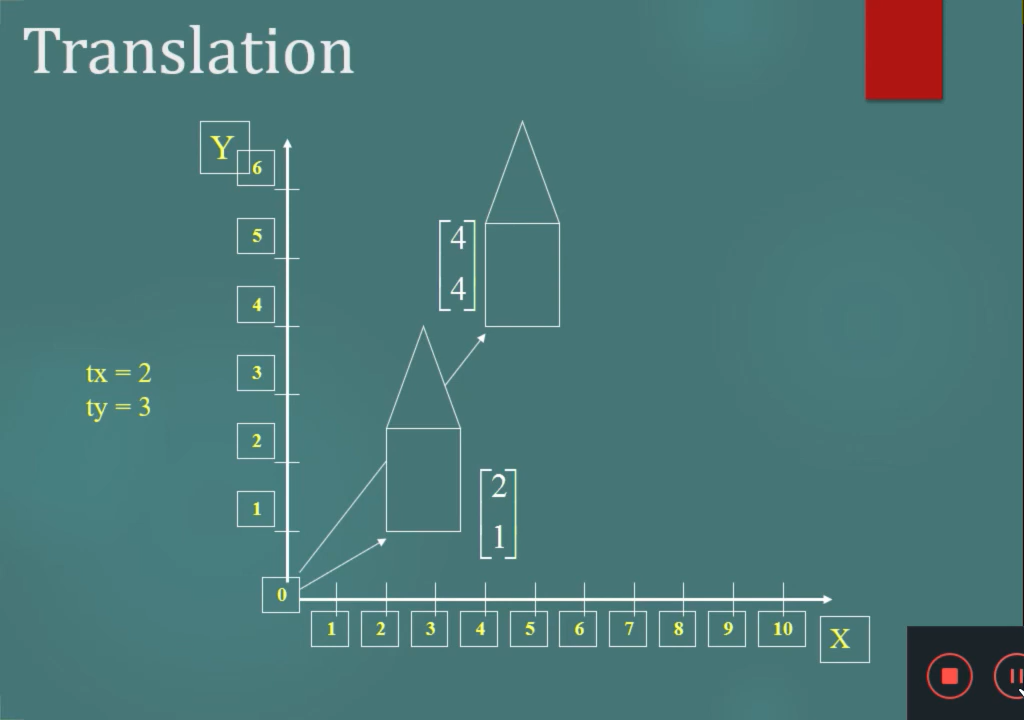 Translation
Y
6
5
4
4
4
tx = 2
3
ty = 3
2
2
1
1
0
1 2 3 4 5 6 7 8 9 10
X